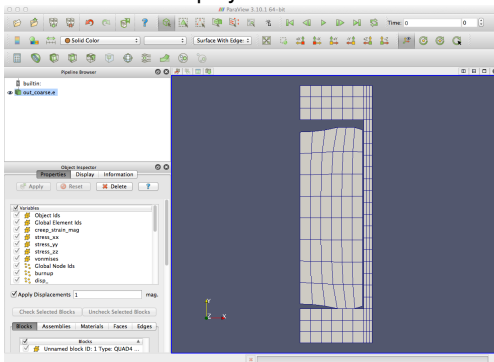 ParaView 3.10.1 64-bit
Time: 0
0
Solid Color
Surface With Edges
Pipeline Browser
builtin:
out_coarse.e
Object Inspector
Properties Display Information
Apply Reset Delete ?
Variables
Object Ids
Global Element Ids
creep_strain_mag
stress_xx
stress_yy
stress_zz
vonmises
Global Node Ids
burnup
disp_
Apply Displacements 1 mag.
Check Selected Blocks Uncheck Selected Blocks
Blocks Assemblies Materials Faces Edges
Blocks
Unnamed block ID: 1 Type: QUAD4 ...
Y
Z X